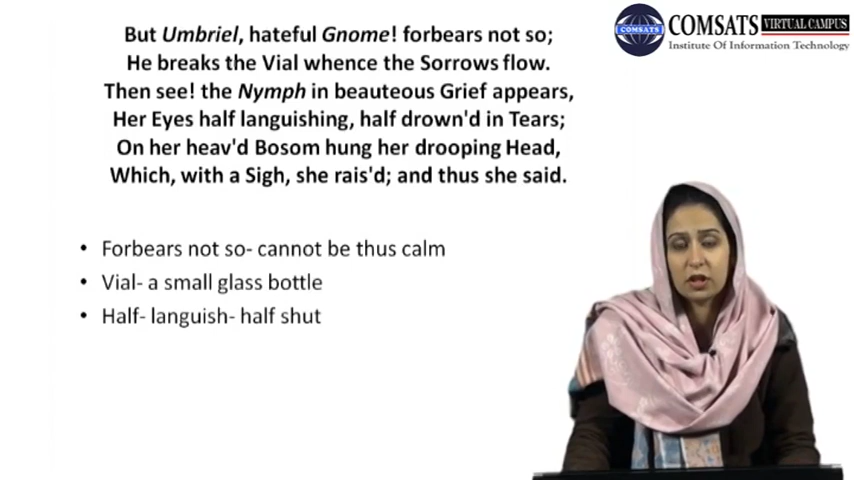 But Umbriel, hateful Gnome! forbears not so;
He breaks the Vial whence the Sorrows flow.
Then see! the Nymph in beauteous Grief appears,
Her Eyes half languishing, half drown'd in Tears;
On her heav'd Bosom hung her drooping Head,
Which, with a Sigh, she rais'd; and thus she said.
• Forbears not so- cannot be thus calm
• Vial- a small glass bottle
• Half- languish- half shut
COMSATS
COMSATS VIRTUAL CAMPUS
Institute Of Information Technology